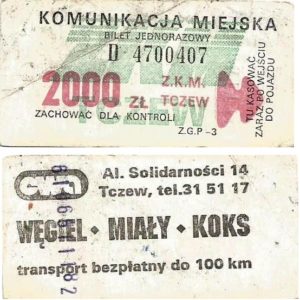 KOMUNIKACJA MIEJSKA
BILET JEDNORAZOWY
D 4700407
2000 ZŁ
Z.K.M.
TCZEW
ZACHOWAĆ DLA KONTROLI
Z.G.P -3
TU KASOWAĆ
ZARAZ PO WEJŚCIU
DO POJAZDU
Al. Solidarności 14
Tczew, tel. 31 51 17
WĘGIEL • MIAŁY • KOKS
transport bezpłatny do 100 km